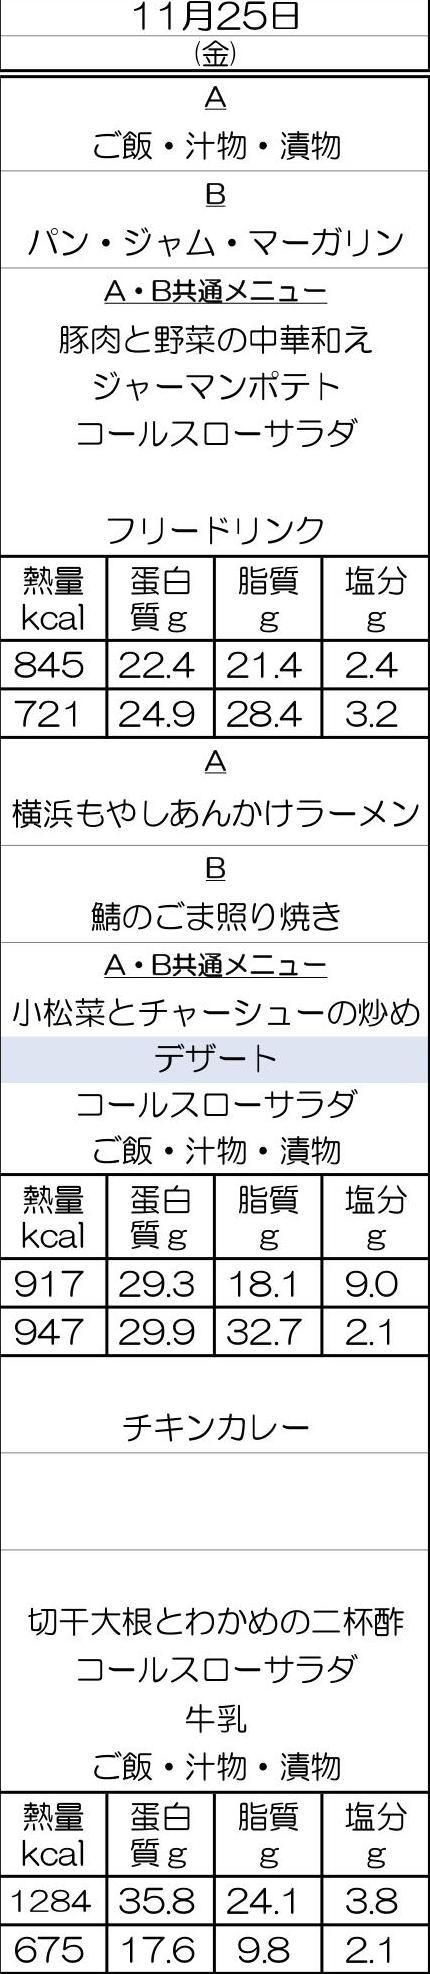 11月25日
(金)
A
ご飯・汁物・漬物
B
パン・ジャム・マーガリン
A・B共通メニュー
豚肉と野菜の中華和え
ジャーマンポテト
コールスローサラダ
フリードリンク
熱量 蛋白 脂質 塩分
kcal 質g g g
845 22.4 21.4 2.4
721 24.9 28.4 3.2
A
横浜もやしあんかけラーメン
B
鯖のごま照り焼き
A・B共通メニュー
小松菜とチャーシューの炒め
デザート
コールスローサラダ
ご飯・汁物・漬物
熱量 蛋白 脂質 塩分
kcal 質g g g
917 29.3 18.1 9.0
947 29.9 32.7 2.1
チキンカレー
切干大根とわかめの二杯酢
コールスローサラダ
牛乳
ご飯・汁物・漬物
熱量 蛋白 脂質 塩分
kcal 質g g g
1284 35.8 24.1 3.8
675 17.6 9.8 2.1